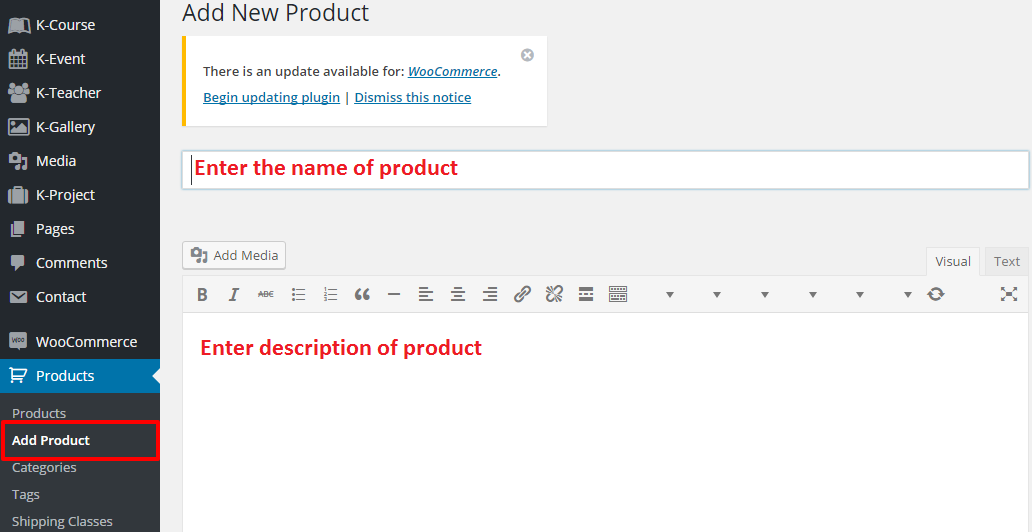 K-Course
K-Event
K-Teacher
K-Gallery
Media
K-Project
Pages
Comments
Contact
WooCommerce
Products
Products
Add Product
Categories
Tags
Shipping Classes
Add New Product
There is an update available for: WooCommerce.
Begin updating plugin | Dismiss this notice
Enter the name of product
Add Media
Visual Text
B I ABC
Enter description of product